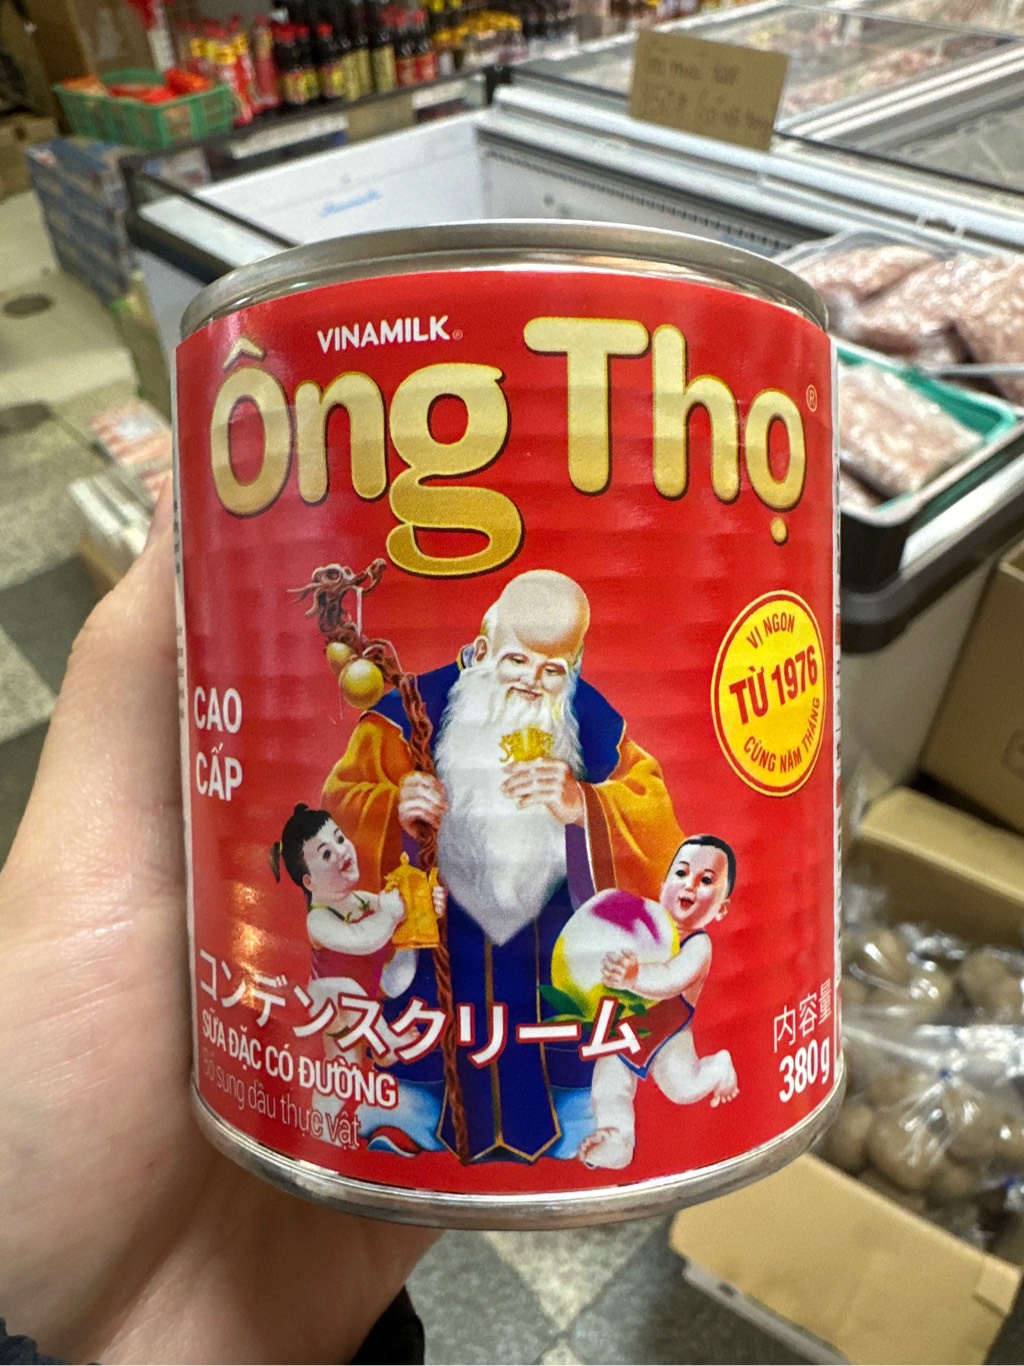 VINAMILK®
Ông Thọ®
VỊ NGON
TỪ 1976
CÙNG NĂM THÁNG
CAO
CẤP
コンデンスクリーム
SỮA ĐẶC CÓ ĐƯỜNG
Bổ sung dầu thực vật
内容量
380g